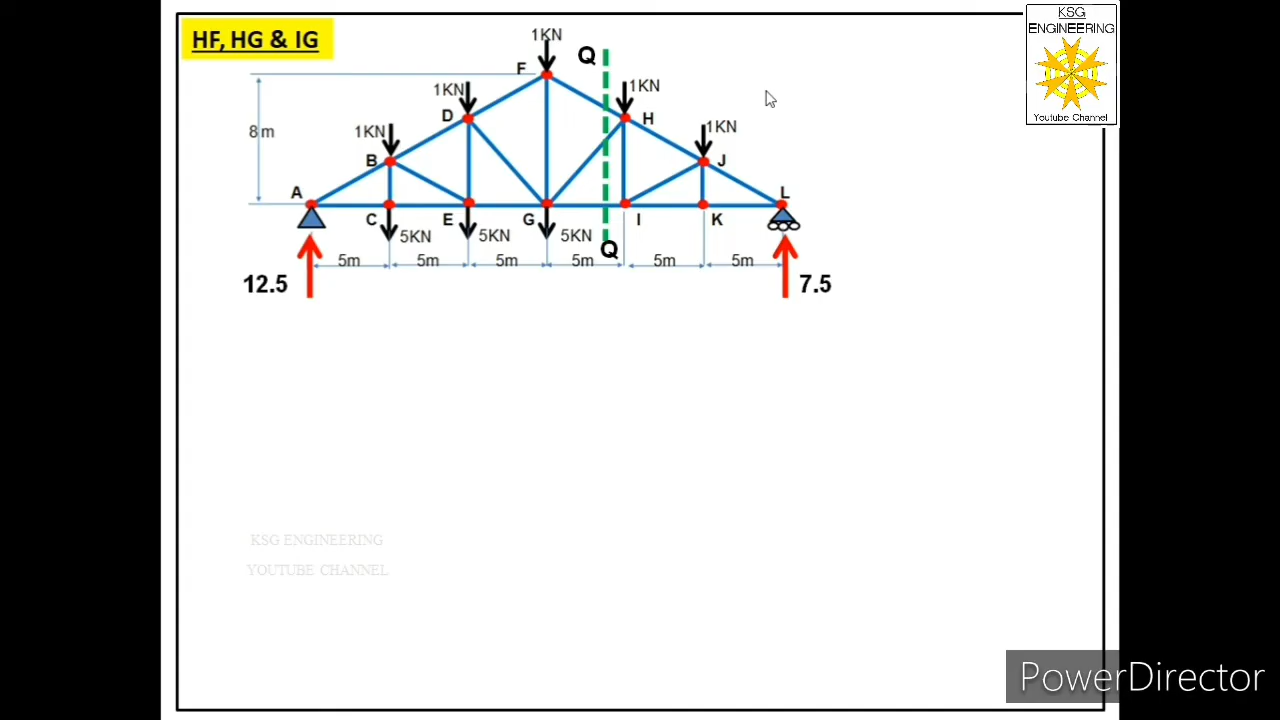 HF, HG & IG
KSG
ENGINEERING
Youtube Channel
1KN
F
Q
1KN
1KN
D
H
8m
1KN
1KN
B
J
A
L
C
E
G
I
K
5KN
5KN
5KN
Q
5m
5m
5m
5m
5m
5m
12.5
7.5
KSG ENGINEERING
YOUTUBE CHANNEL
PowerDirector